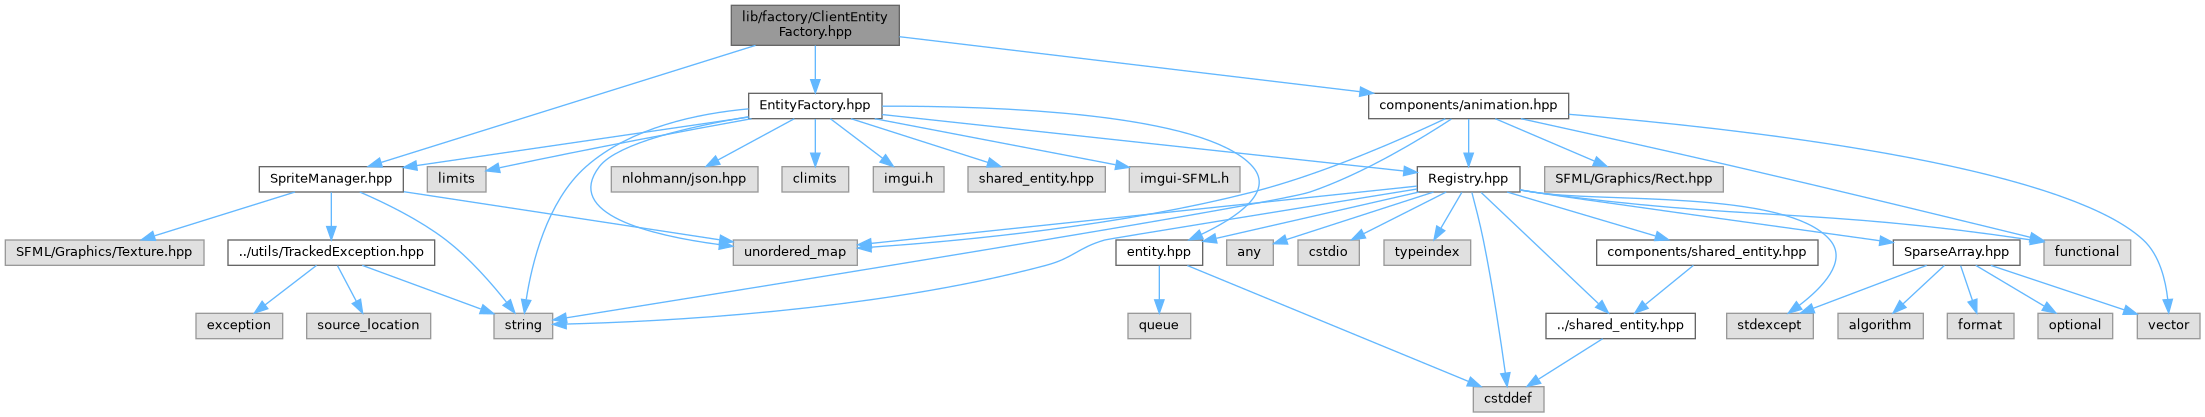 lib/factory/ClientEntity
Factory.hpp
EntityFactory.hpp
components/animation.hpp
SpriteManager.hpp
limits
nlohmann/json.hpp
climits
imgui.h
shared_entity.hpp
imgui-SFML.h
Registry.hpp
SFML/Graphics/Rect.hpp
SFML/Graphics/Texture.hpp
../utils/TrackedException.hpp
unordered_map
entity.hpp
any
cstdio
typeindex
components/shared_entity.hpp
SparseArray.hpp
functional
exception
source_location
string
queue
../shared_entity.hpp
stdexcept
algorithm
format
optional
vector
cstddef